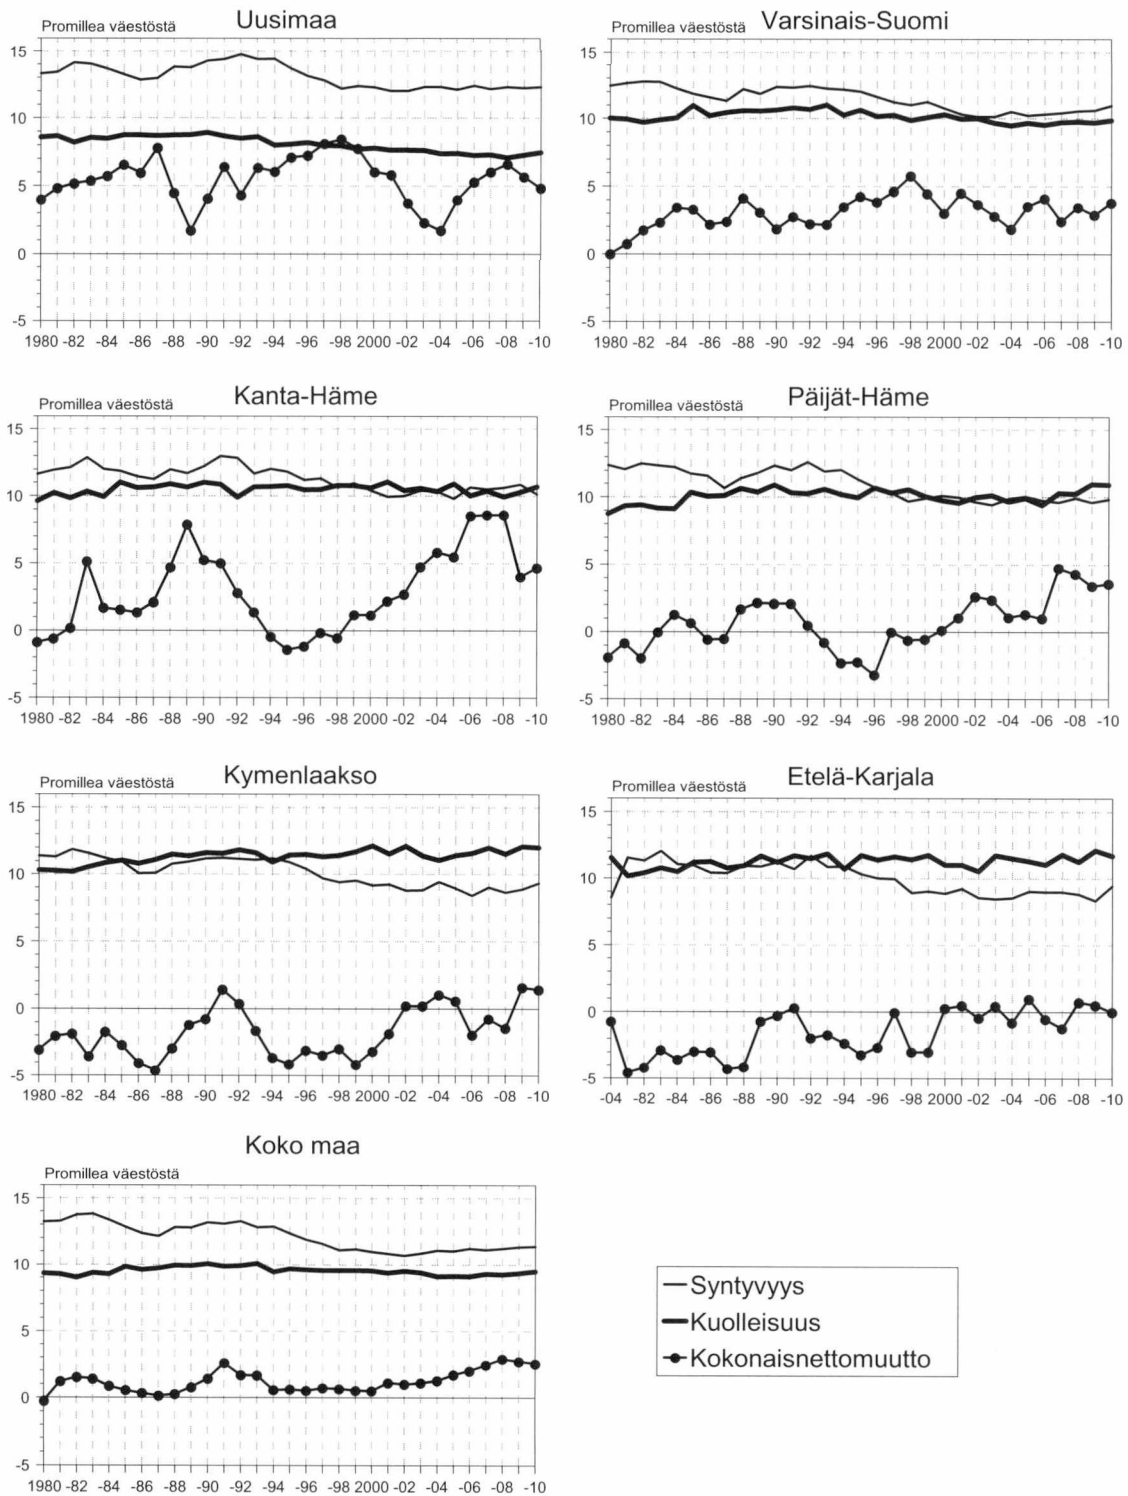 Uusimaa
Promillea väestöstä
15
10
5
0
-5
1980 -82 -84 -86 -88 -90 -92 -94 -96 -98 2000 -02 -04 -06 -08 -10
Varsinais-Suomi
Promillea väestöstä
15
10
5
0
-5
1980 -82 -84 -86 -88 -90 -92 -94 -96 -98 2000 -02 -04 -06 -08 -10
Kanta-Häme
Promillea väestöstä
15
10
5
0
-5
1980 -82 -84 -86 -88 -90 -92 -94 -96 -98 2000 -02 -04 -06 -08 -10
Päijät-Häme
Promillea väestöstä
15
10
5
0
-5
1980 -82 -84 -86 -88 -90 -92 -94 -96 -98 2000 -02 -04 -06 -08 -10
Kymenlaakso
Promillea väestöstä
15
10
5
0
-5
1980 -82 -84 -86 -88 -90 -92 -94 -96 -98 2000 -02 -04 -06 -08 -10
Etelä-Karjala
Promillea väestöstä
15
10
5
0
-5
-04 -82 -84 -86 -88 -90 -92 -94 -96 -98 2000 -02 -04 -06 -08 -10
Koko maa
Promillea väestöstä
15
10
5
0
-5
1980 -82 -84 -86 -88 -90 -92 -94 -96 -98 2000 -02 -04 -06 -08 -10
Syntyvyys
Kuolleisuus
Kokonaisnettomuutto